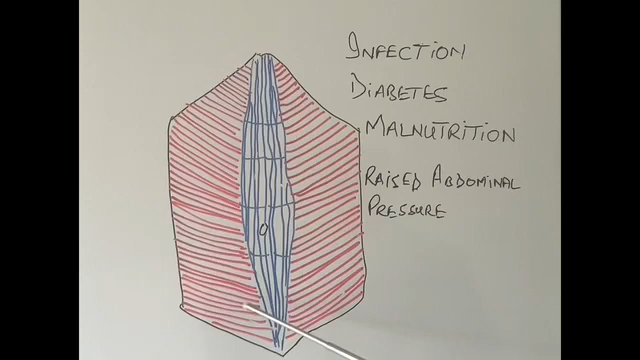 INFECTION
DIABETES
MALNUTRITION
RAISED ABDOMINAL
PRESSURE